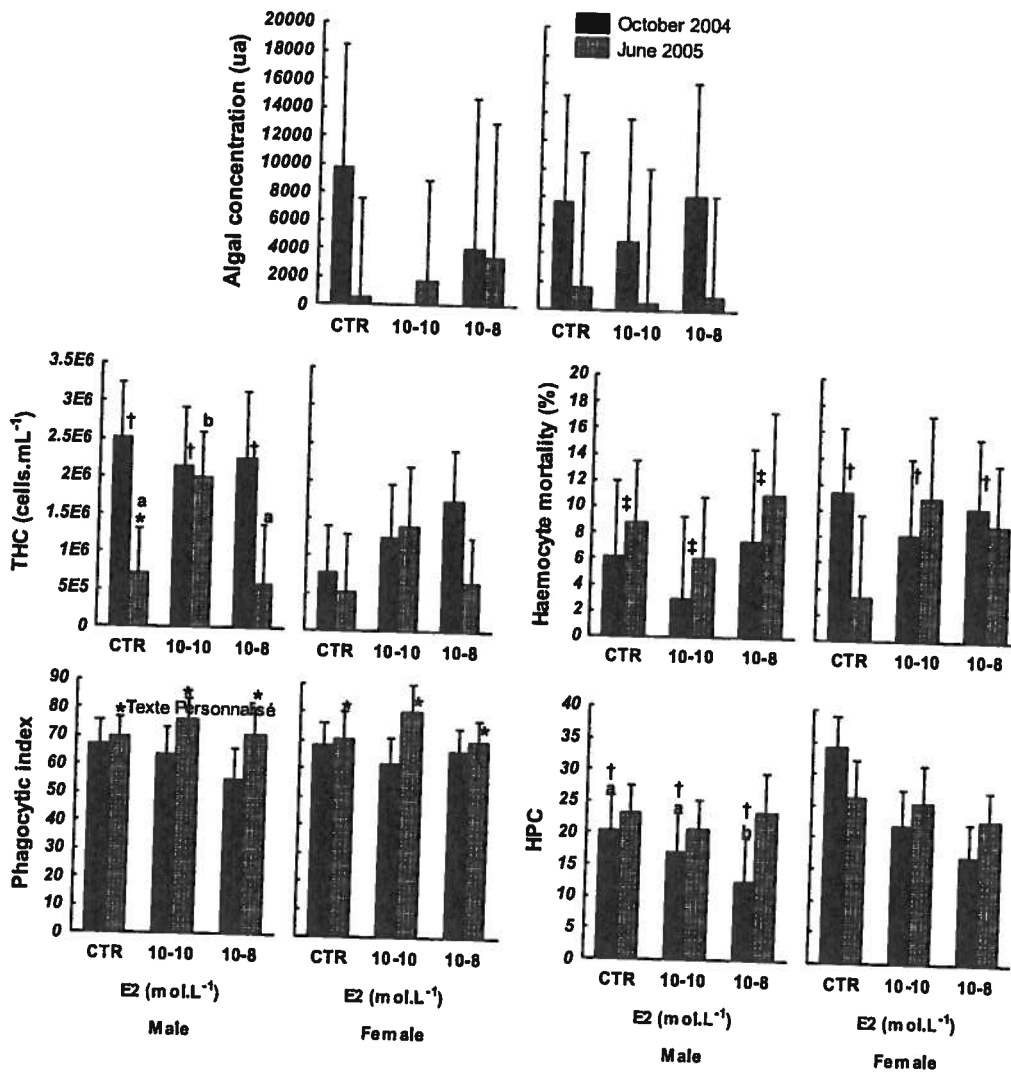 October 2004
June 2005
Algal concentration (ua)
20000
18000
16000
14000
12000
10000
8000
6000
4000
2000
0
CTR 10-10 10-8
CTR 10-10 10-8
THC (cells.mL-1)
3.5E6
3E6
2.5E6
2E6
1.5E6
1E6
5E5
0
† a * † b † a
CTR 10-10 10-8
CTR 10-10 10-8
Haemocyte mortality (%)
20
18
16
14
12
10
8
6
4
2
0
‡ ‡ ‡
CTR 10-10 10-8
† † †
CTR 10-10 10-8
Phagocytic index
90
80
70
60
50
40
30
20
10
0
*Texte Personnalisé * *
CTR 10-10 10-8
E2 (mol.L-1)
Male
* * *
CTR 10-10 10-8
E2 (mol.L-1)
Female
HPC
40
35
30
25
20
15
10
5
0
† a † a † b
CTR 10-10 10-8
E2 (mol.L-1)
Male
CTR 10-10 10-8
E2 (mol.L-1)
Female